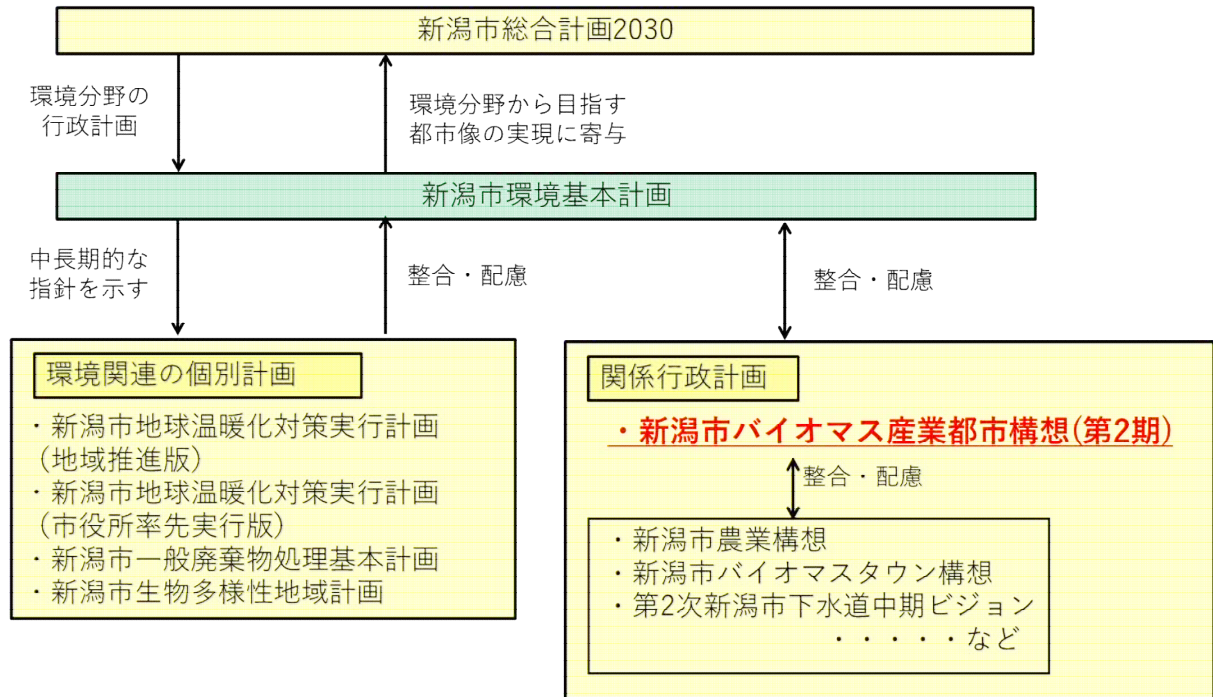 新潟市総合計画2030
環境分野の
行政計画
環境分野から目指す
都市像の実現に寄与
新潟市環境基本計画
中長期的な
指針を示す
整合・配慮
整合・配慮
環境関連の個別計画
・新潟市地球温暖化対策実行計画
(地域推進版)
・新潟市地球温暖化対策実行計画
(市役所率先実行版)
・新潟市一般廃棄物処理基本計画
・新潟市生物多様性地域計画
関係行政計画
・新潟市バイオマス産業都市構想(第2期)
整合・配慮
・新潟市農業構想
・新潟市バイオマスタウン構想
・第2次新潟市下水道中期ビジョン
・・・・・など